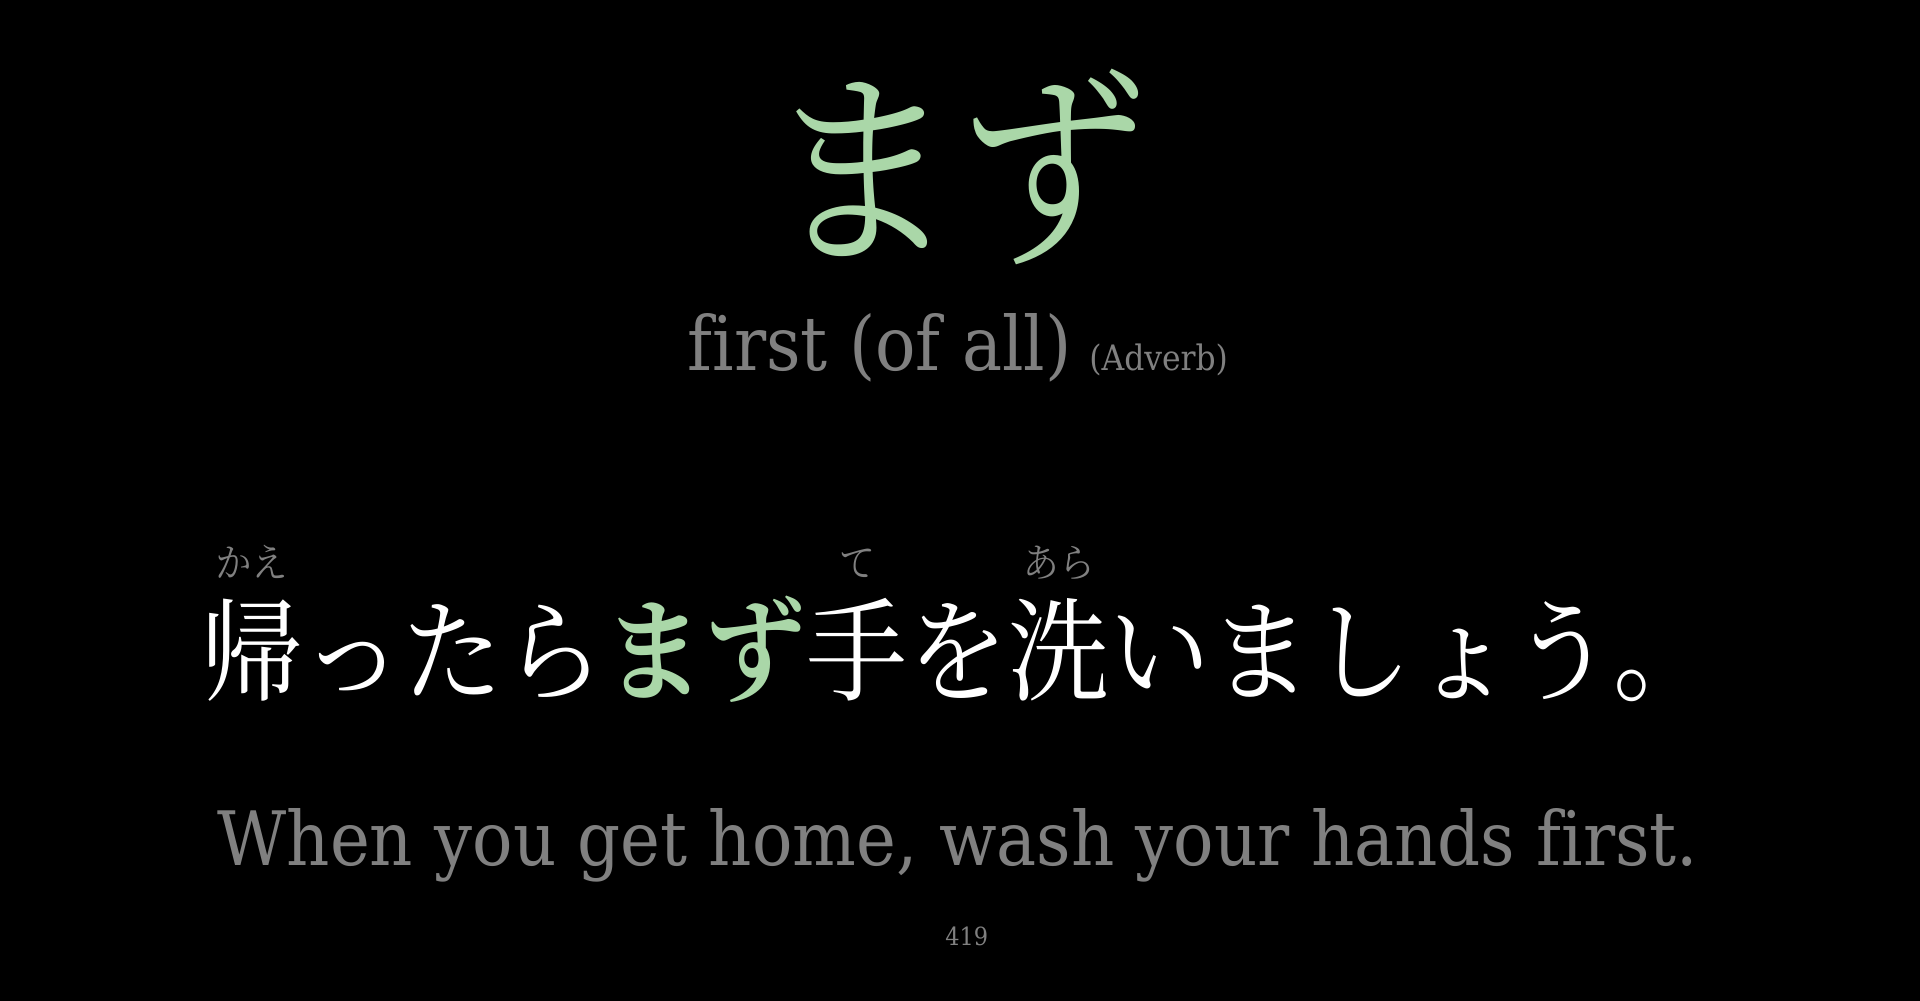 まず
first (of all) (Adverb)
かえ て あら
帰ったらまず手を洗いましょう。
When you get home, wash your hands first.
419